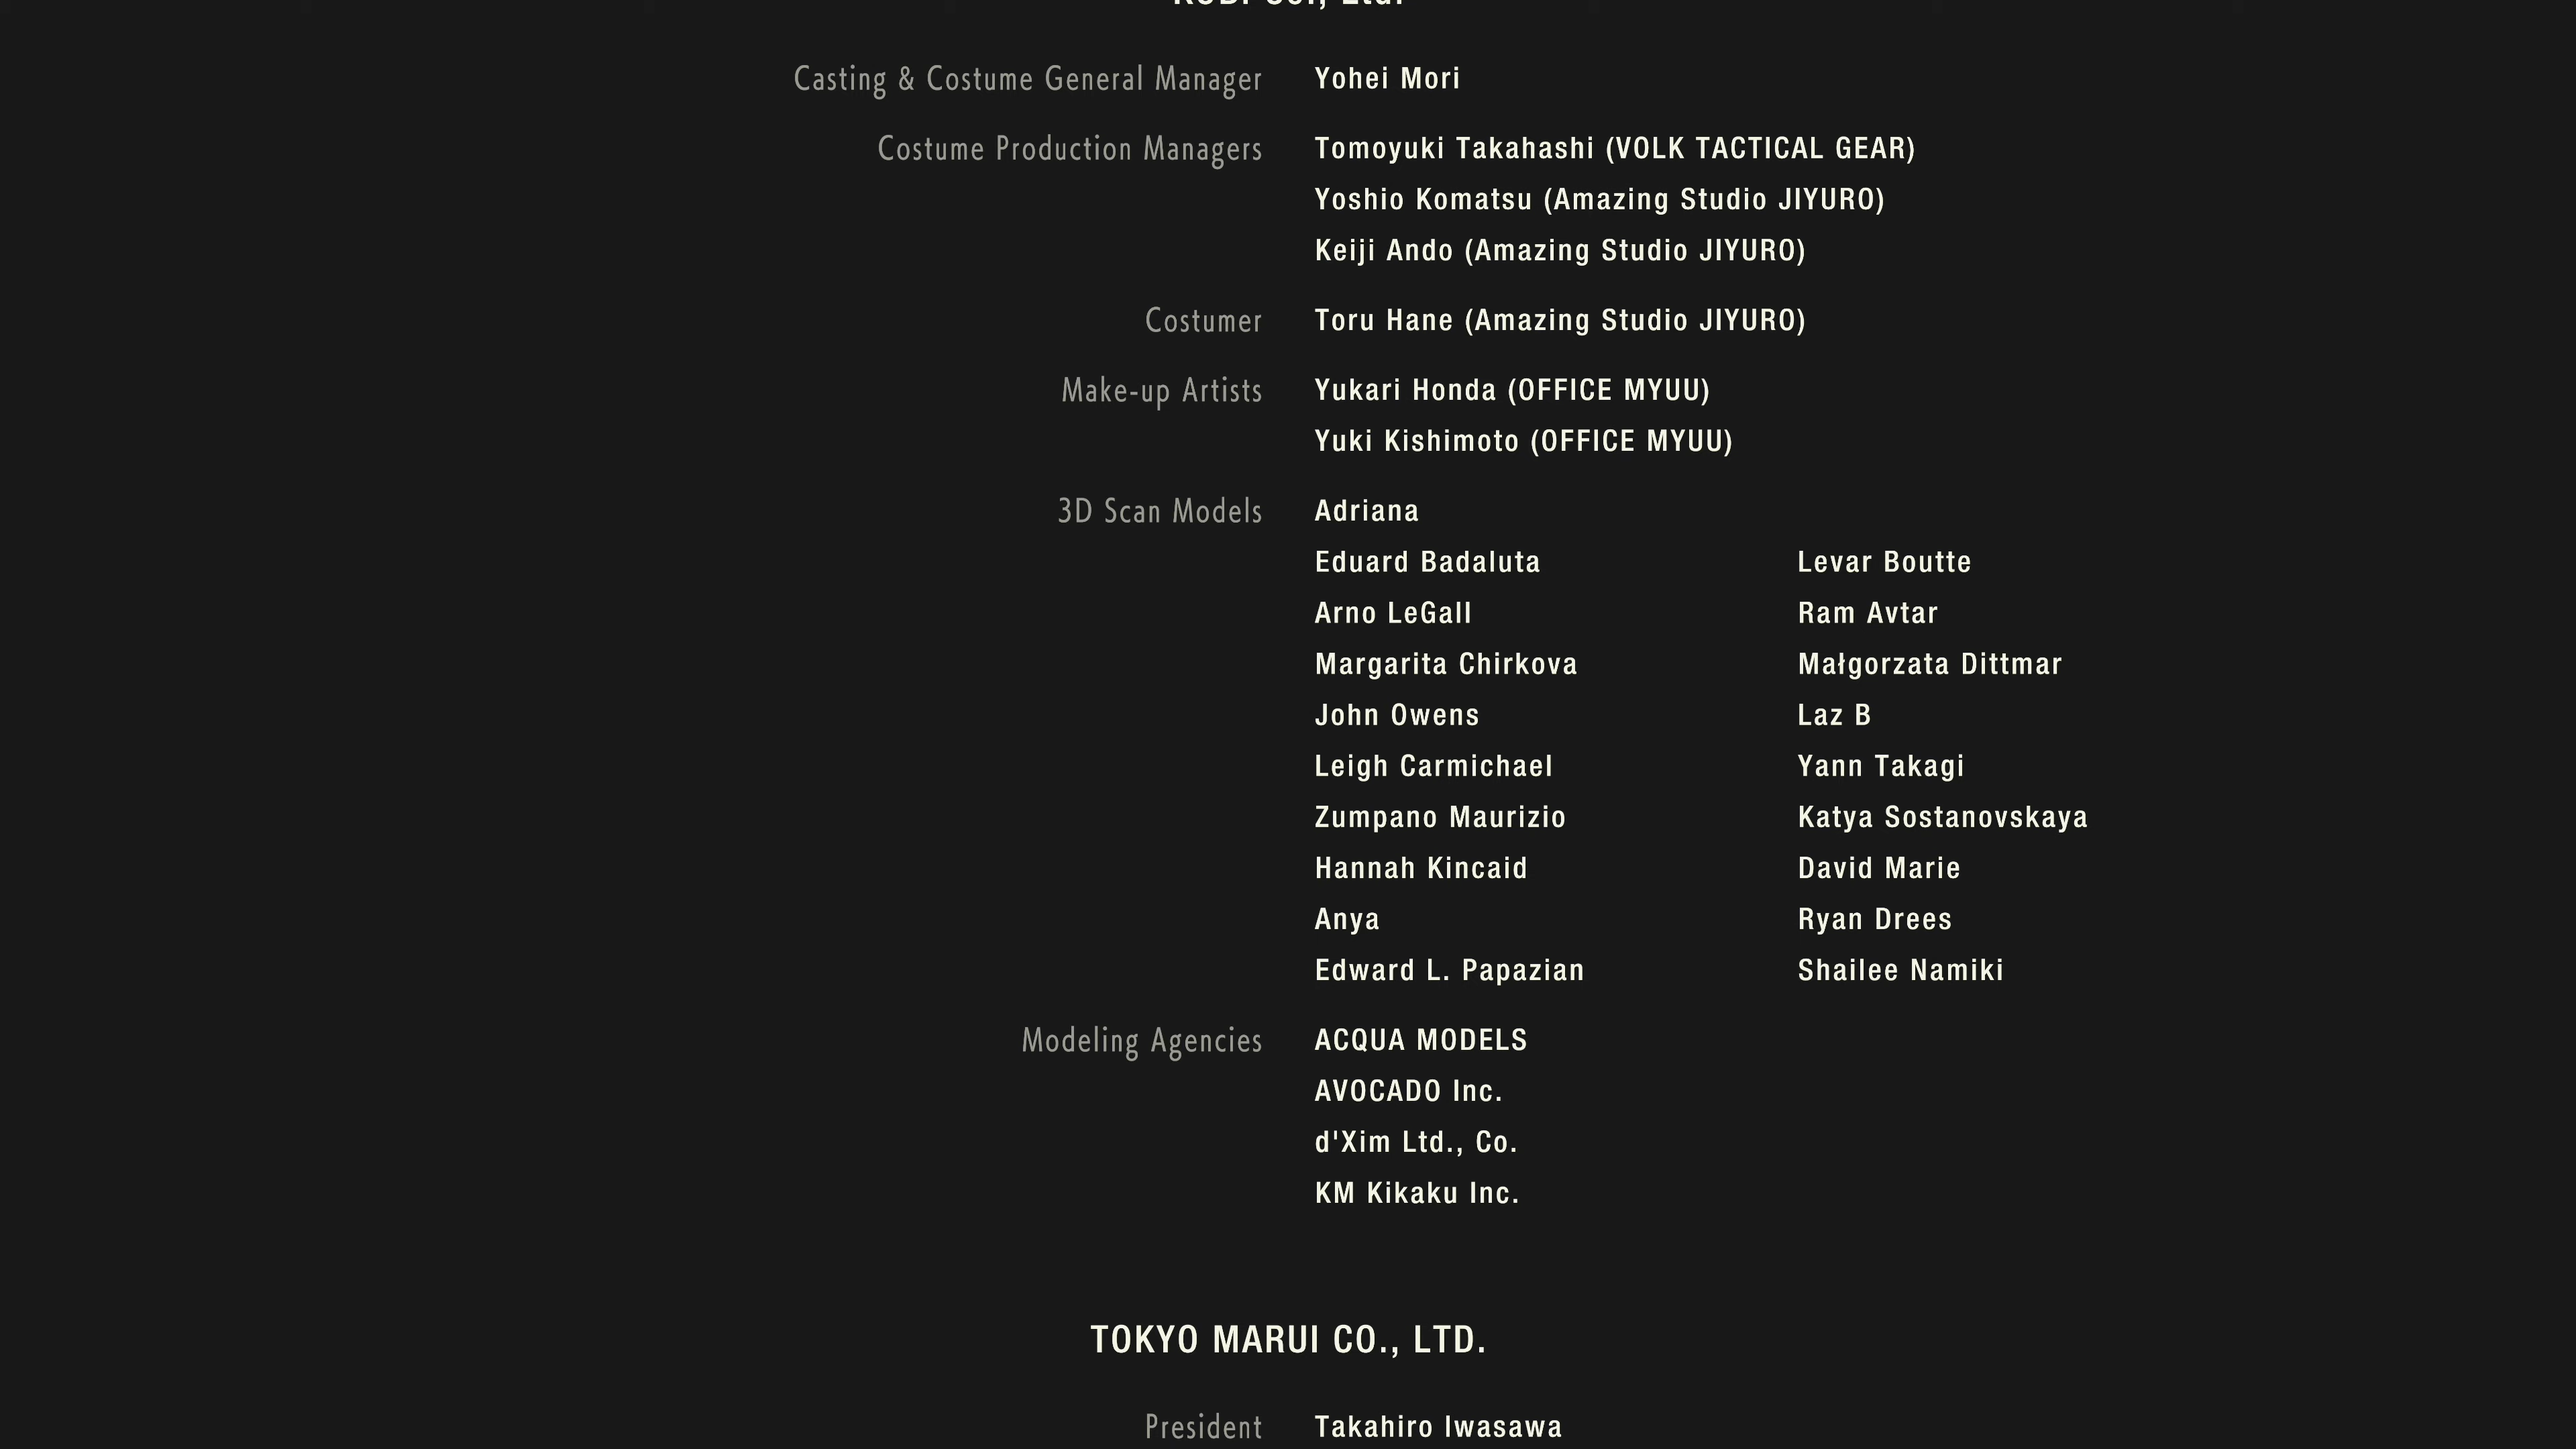 Casting & Costume General Manager Yohei Mori
Costume Production Managers Tomoyuki Takahashi (VOLK TACTICAL GEAR)
Yoshio Komatsu (Amazing Studio JIYURO)
Keiji Ando (Amazing Studio JIYURO)
Costumer Toru Hane (Amazing Studio JIYURO)
Make-up Artists Yukari Honda (OFFICE MYUU)
Yuki Kishimoto (OFFICE MYUU)
3D Scan Models Adriana
Eduard Badaluta Levar Boutte
Arno LeGall Ram Avtar
Margarita Chirkova Małgorzata Dittmar
John Owens Laz B
Leigh Carmichael Yann Takagi
Zumpano Maurizio Katya Sostanovskaya
Hannah Kincaid David Marie
Anya Ryan Drees
Edward L. Papazian Shailee Namiki
Modeling Agencies ACQUA MODELS
AVOCADO Inc.
d'Xim Ltd., Co.
KM Kikaku Inc.
TOKYO MARUI CO., LTD.
President Takahiro Iwasawa